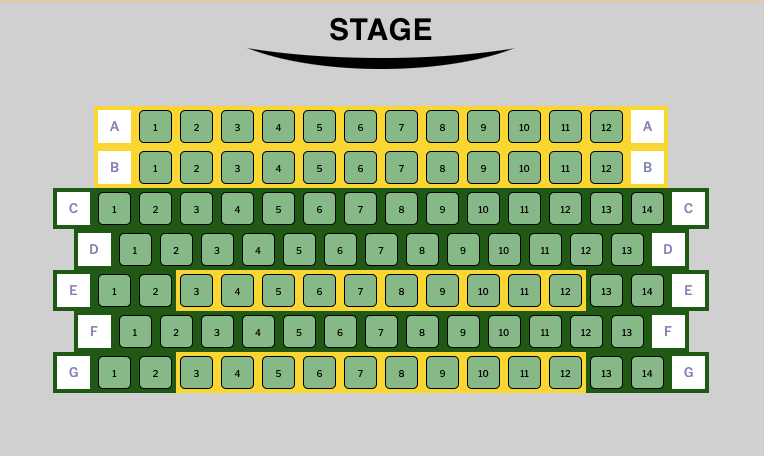 STAGE
A 1 2 3 4 5 6 7 8 9 10 11 12 A
B 1 2 3 4 5 6 7 8 9 10 11 12 B
C 1 2 3 4 5 6 7 8 9 10 11 12 13 14 C
D 1 2 3 4 5 6 7 8 9 10 11 12 13 D
E 1 2 3 4 5 6 7 8 9 10 11 12 13 14 E
F 1 2 3 4 5 6 7 8 9 10 11 12 13 F
G 1 2 3 4 5 6 7 8 9 10 11 12 13 14 G